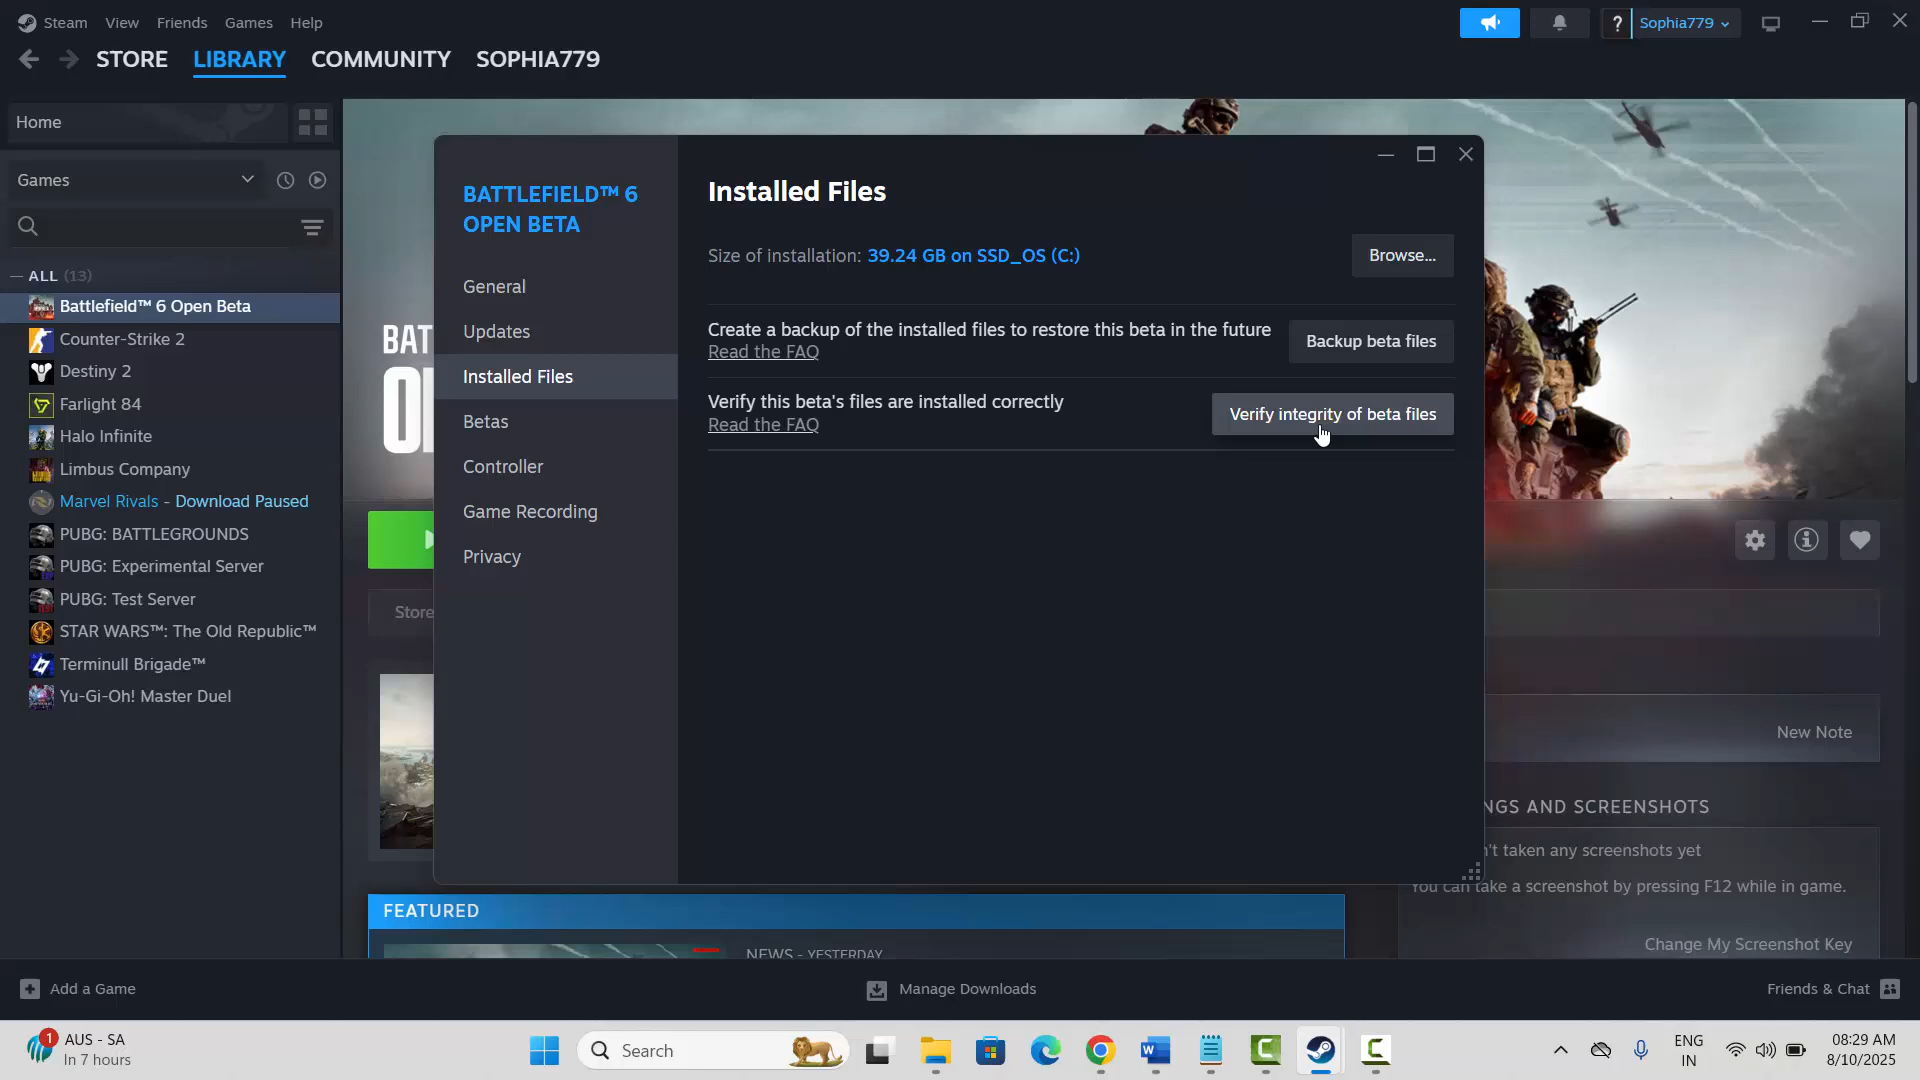 Steam View Friends Games Help
? Sophia779
STORE LIBRARY COMMUNITY SOPHIA779
Home
Games
ALL (13)
Battlefield™ 6 Open Beta
Counter-Strike 2
Destiny 2
Farlight 84
Halo Infinite
Limbus Company
Marvel Rivals - Download Paused
PUBG: BATTLEGROUNDS
PUBG: Experimental Server
PUBG: Test Server
STAR WARS™: The Old Republic™
Terminull Brigade™
Yu-Gi-Oh! Master Duel
BAT
Store
BATTLEFIELD™ 6
OPEN BETA
General
Updates
Installed Files
Betas
Controller
Game Recording
Privacy
Installed Files
Size of installation: 39.24 GB on SSD_OS (C:)
Browse...
Create a backup of the installed files to restore this beta in the future
Read the FAQ
Backup beta files
Verify this beta's files are installed correctly
Read the FAQ
Verify integrity of beta files
New Note
NGS AND SCREENSHOTS
n't taken any screenshots yet
You can take a screenshot by pressing F12 while in game.
Change My Screenshot Key
FEATURED
NEWS - YESTERDAY
Add a Game
Manage Downloads
Friends & Chat
1
AUS - SA
In 7 hours
Search
ENG
IN
08:29 AM
8/10/2025